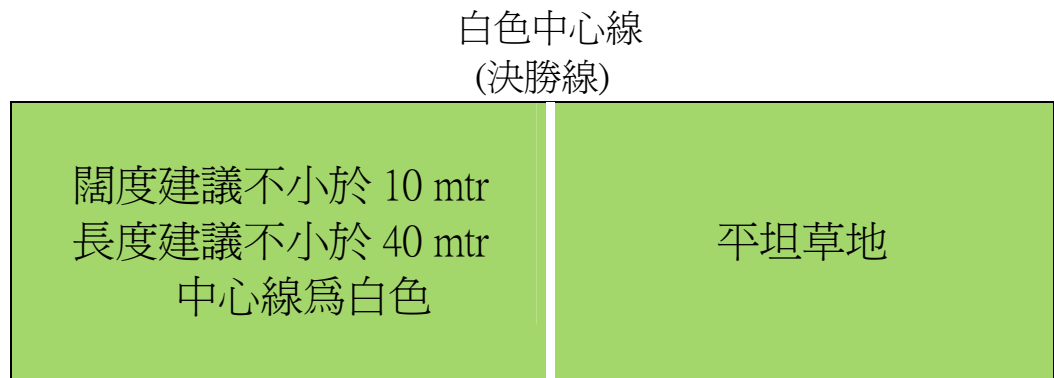 白色中心線
(決勝線)
闊度建議不小於 10 mtr
長度建議不小於 40 mtr
中心線爲白色
平坦草地